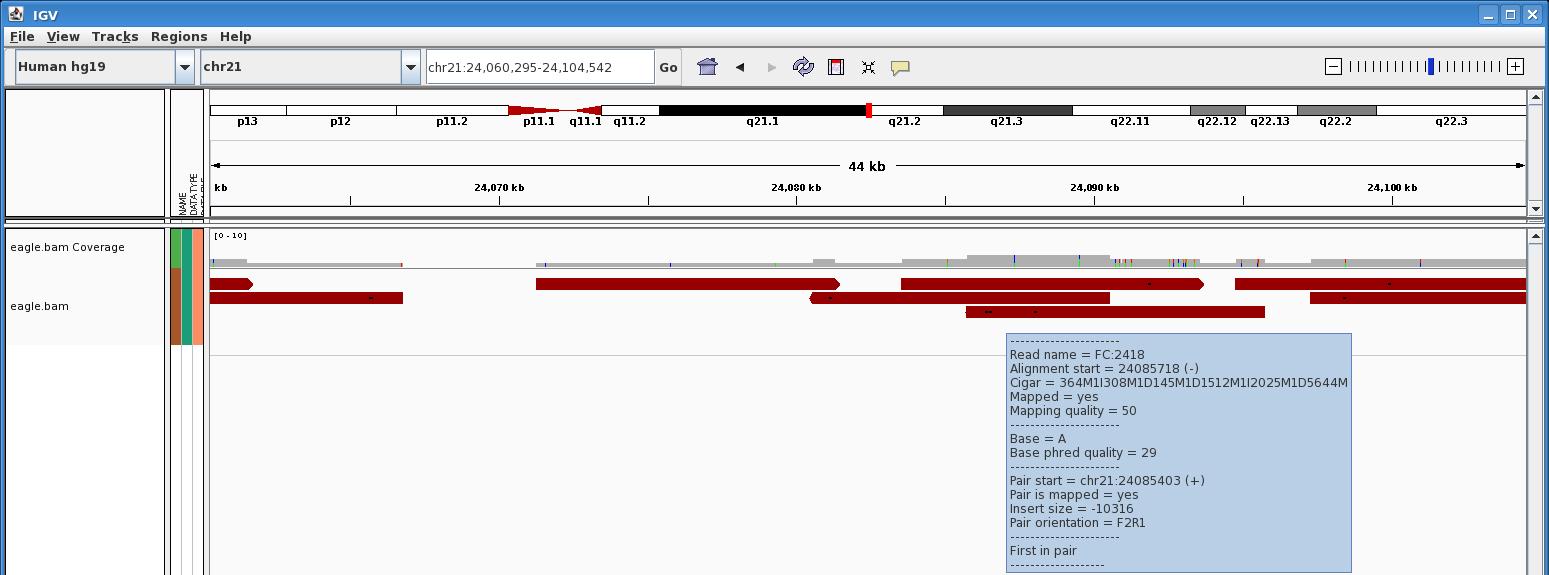 IGV
File View Tracks Regions Help
Human hg19 chr21 chr21:24,060,295-24,104,542 Go
p13 p12 p11.2 p11.1 q11.1 q11.2 q21.1 q21.2 q21.3 q22.11 q22.12 q22.13 q22.2 q22.3
44 kb
kb 24,070 kb 24,080 kb 24,090 kb 24,100 kb
NAME
DATA TYPE
[0 - 10]
eagle.bam Coverage
eagle.bam
----------------------
Read name = FC:2418
Alignment start = 24085718 (-)
Cigar = 364M1I308M1D145M1D1512M1I2025M1D5644M
Mapped = yes
Mapping quality = 50
----------------------
Base = A
Base phred quality = 29
----------------------
Pair start = chr21:24085403 (+)
Pair is mapped = yes
Insert size = -10316
Pair orientation = F2R1
----------------------
First in pair
-------------------